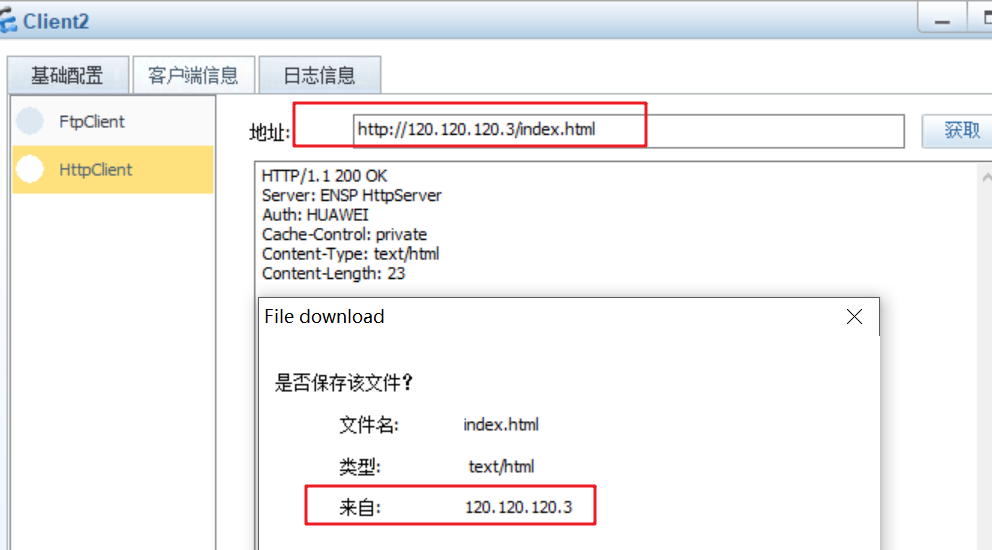 Client2
基础配置 客户端信息 日志信息
FtpClient
HttpClient
地址: http://120.120.120.3/index.html 获取
HTTP/1.1 200 OK
Server: ENSP HttpServer
Auth: HUAWEI
Cache-Control: private
Content-Type: text/html
Content-Length: 23
File download
是否保存该文件?
文件名: index.html
类型: text/html
来自: 120.120.120.3